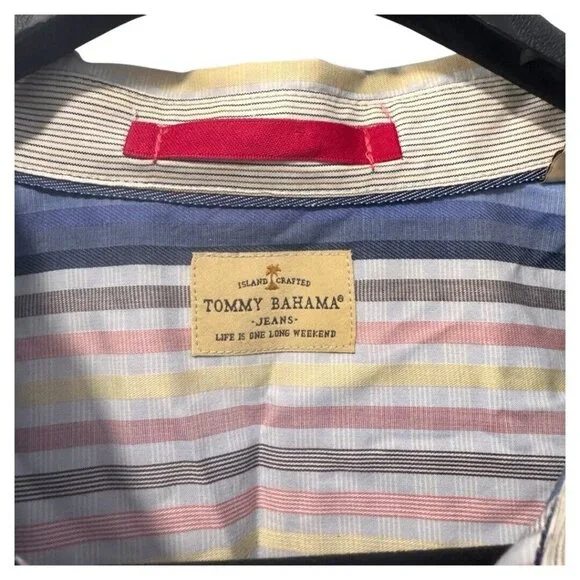 ISLAND CRAFTED
TOMMY BAHAMA®
-JEANS-
LIFE IS ONE LONG WEEKEND